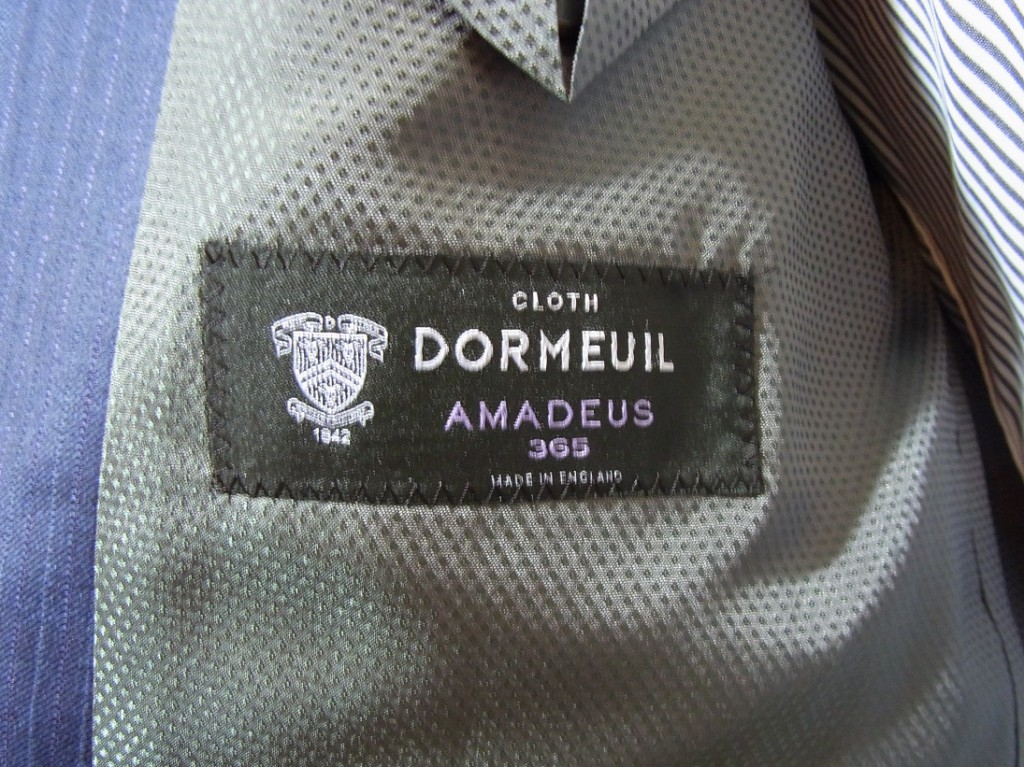 CLOTH
DORMEUIL
AMADEUS
365
MADE IN ENGLAND
D
1842